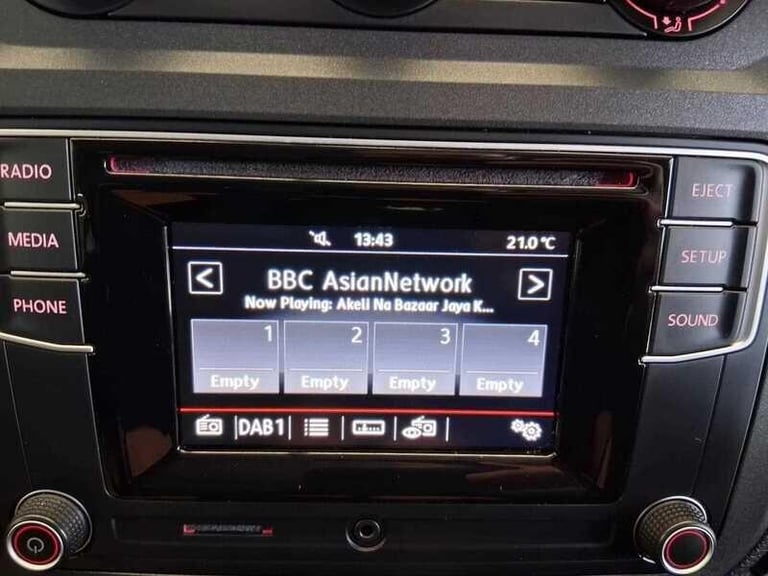 RADIO
MEDIA
PHONE
EJECT
SETUP
SOUND
13:43
21.0°C
< BBC AsianNetwork >
Now Playing: Akeli Na Bazaar Jaya K...
1 2 3 4
Empty Empty Empty Empty
DAB1